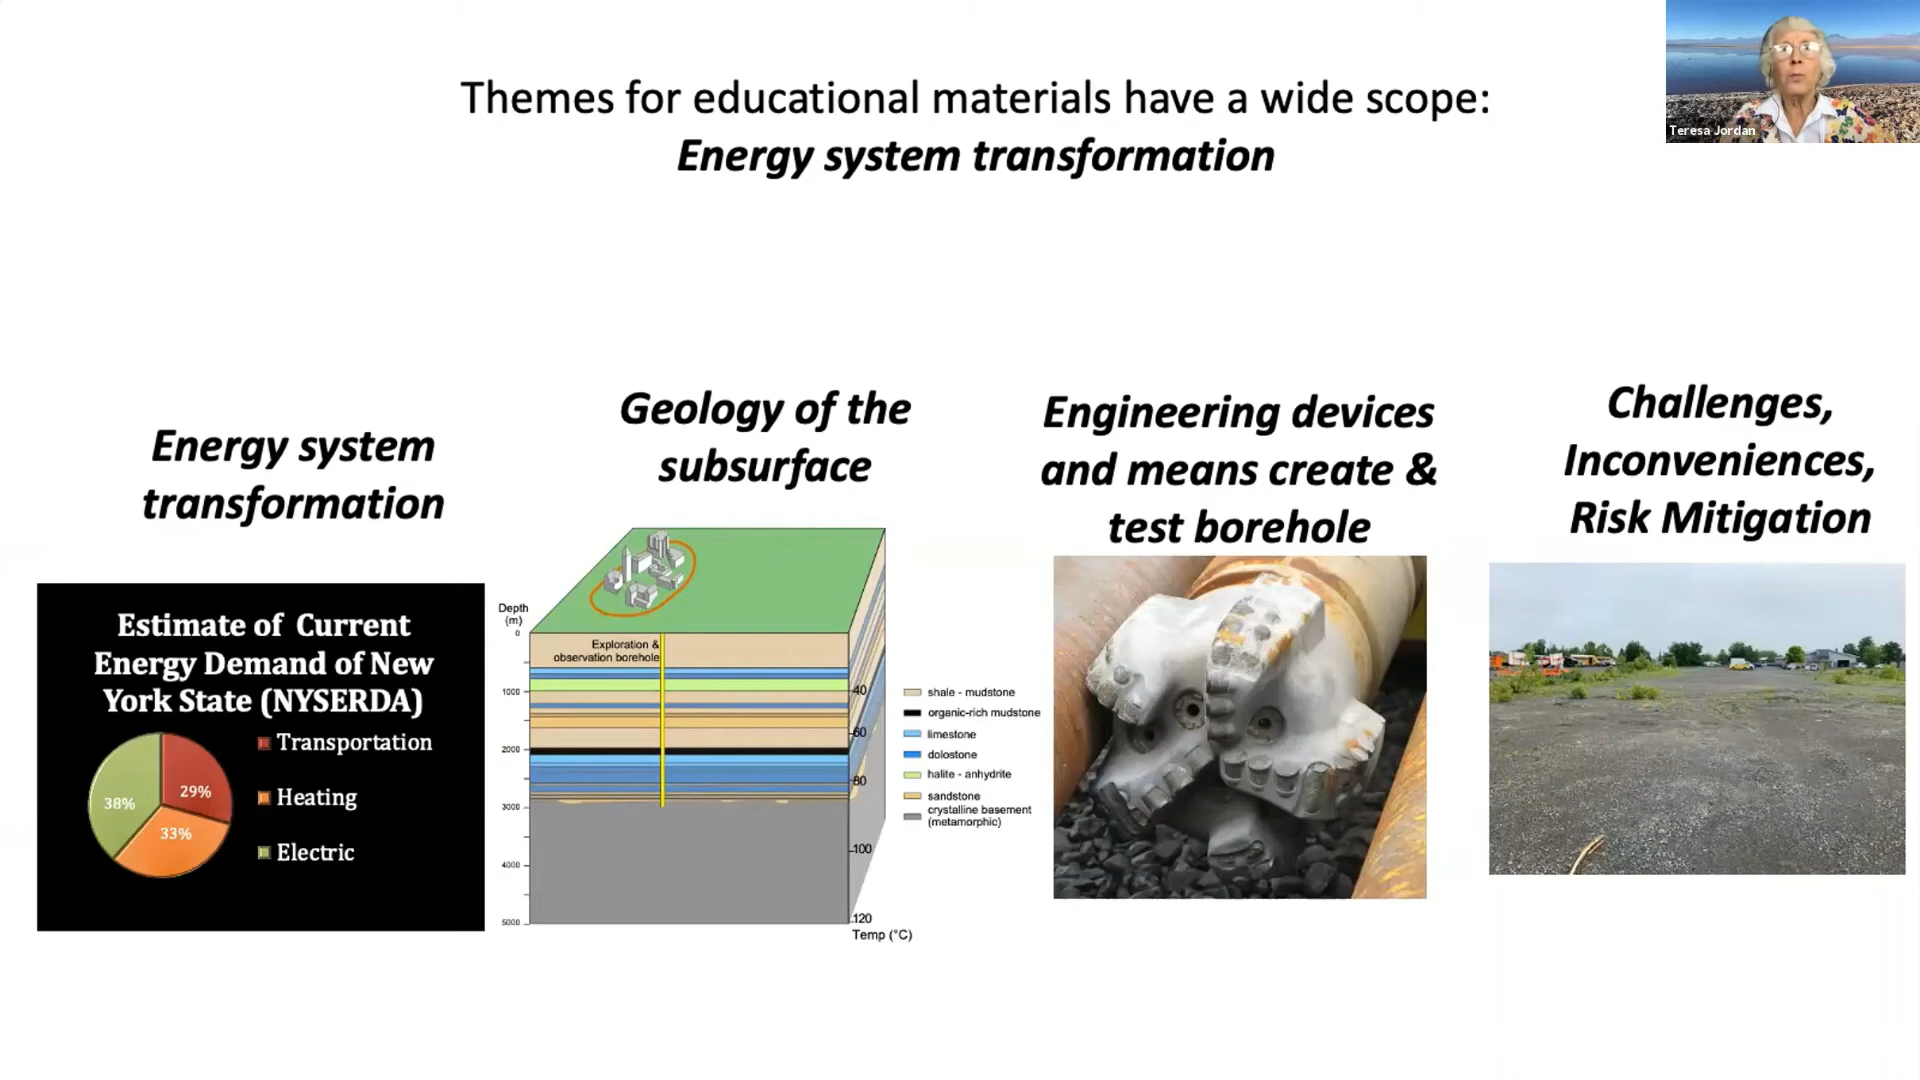 Themes for educational materials have a wide scope:
Energy system transformation
Teresa Jordan
Energy system
transformation
Geology of the
subsurface
Engineering devices
and means create &
test borehole
Challenges,
Inconveniences,
Risk Mitigation
Estimate of Current
Energy Demand of New
York State (NYSERDA)
38%
29%
33%
Transportation
Heating
Electric
Depth
(m)
0
1000
2000
3000
4000
5000
Exploration &
observation borehole
40
60
80
100
120
Temp (°C)
shale - mudstone
organic-rich mudstone
limestone
dolostone
halite - anhydrite
sandstone
crystalline basement
(metamorphic)